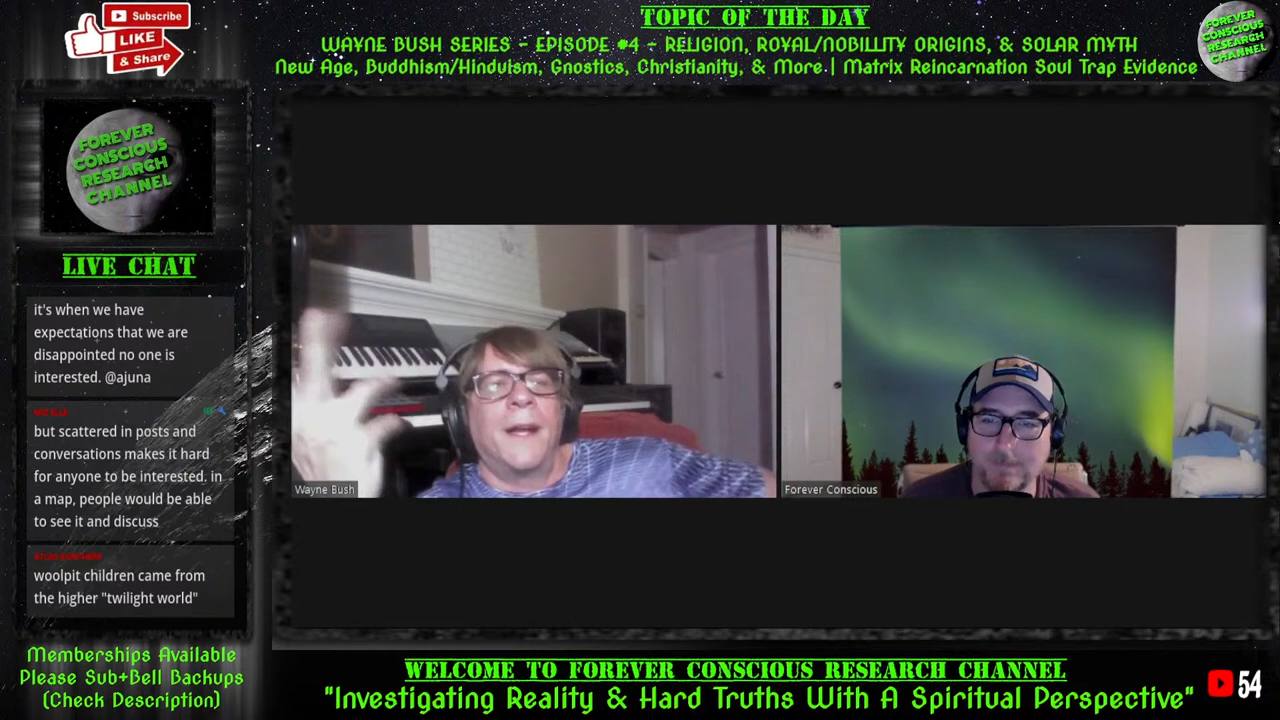 Subscribe
LIKE
& Share
TOPIC OF THE DAY
WAYNE BUSH SERIES - EPISODE #4 - RELIGION, ROYAL/NOBILLITY ORIGINS, & SOLAR MYTH
New Age, Buddhism/Hinduism, Gnostics, Christianity, & More | Matrix Reincarnation Soul Trap Evidence
FOREVER
CONSCIOUS
RESEARCH
CHANNEL
FOREVER
CONSCIOUS
RESEARCH
CHANNEL
LIVE CHAT
it's when we have
expectations that we are
disappointed no one is
interested. @ajuna
but scattered in posts and
conversations makes it hard
for anyone to be interested. in
a map, people would be able
to see it and discuss
woolpit children came from
the higher "twilight world"
Wayne Bush
Forever Conscious
Memberships Available
Please Sub+Bell Backups
(Check Description)
WELCOME TO FOREVER CONSCIOUS RESEARCH CHANNEL
"Investigating Reality & Hard Truths With A Spiritual Perspective"
54